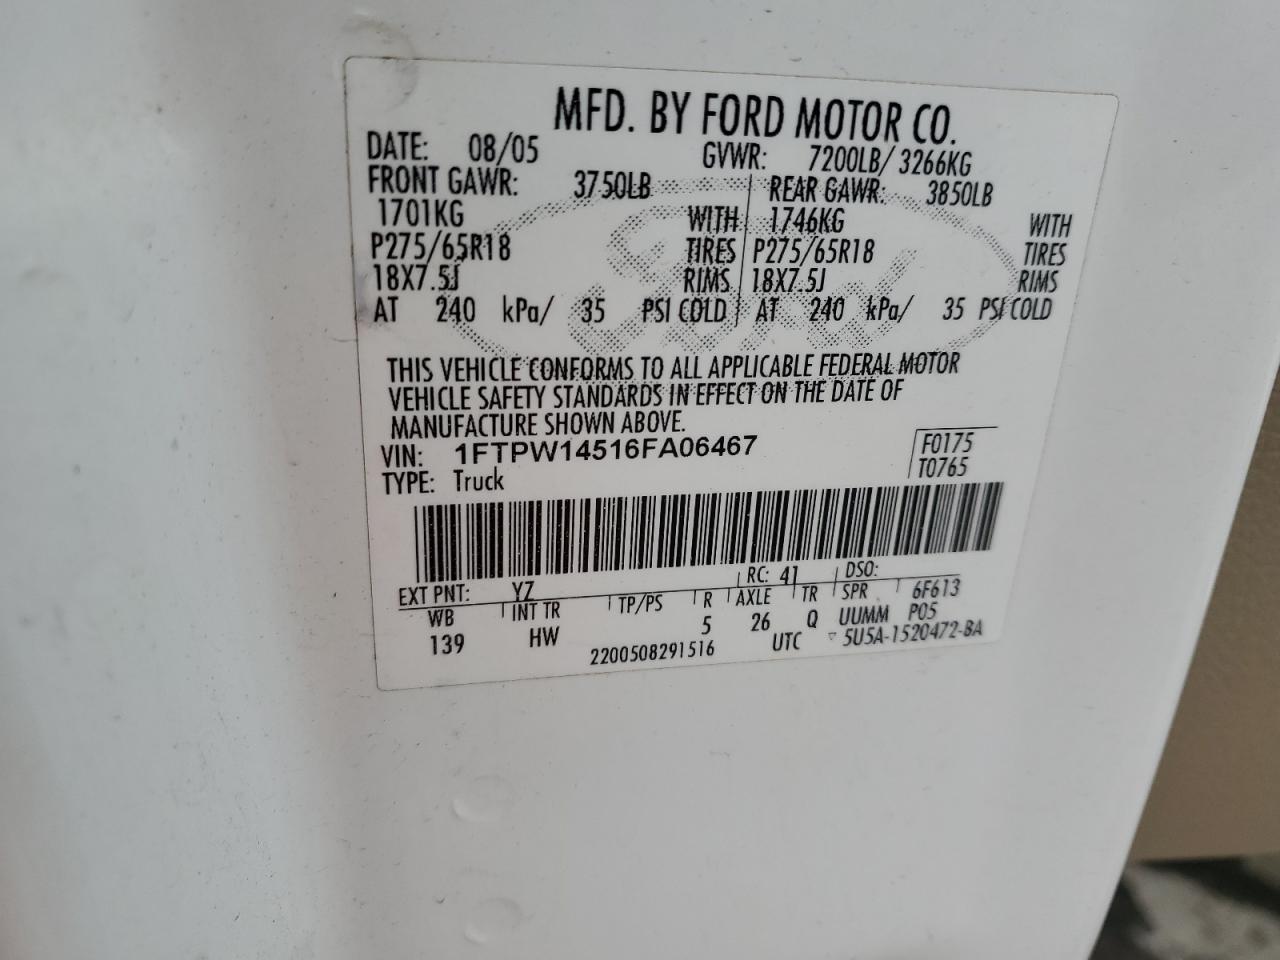 MFD. BY FORD MOTOR CO.
DATE: 08/05 GVWR: 7200LB/ 3266KG
FRONT GAWR: 3750LB REAR GAWR: 3850LB
1701KG WITH 1746KG WITH
P275/65R18 TIRES P275/65R18 TIRES
18X7.5J RIMS 18X7.5J RIMS
AT 240 kPa/ 35 PSI COLD AT 240 kPa/ 35 PSI COLD
Ford
THIS VEHICLE CONFORMS TO ALL APPLICABLE FEDERAL MOTOR
VEHICLE SAFETY STANDARDS IN EFFECT ON THE DATE OF
MANUFACTURE SHOWN ABOVE.
VIN: 1FTPW14516FA06467 F0175
TYPE: Truck T0765
EXT PNT: YZ RC: 41 DSO:
WB INT TR TP/PS R AXLE TR SPR 6F613
139 HW 5 26 Q UUMM P05
2200508291516 UTC ▽ 5U5A-1520472-BA